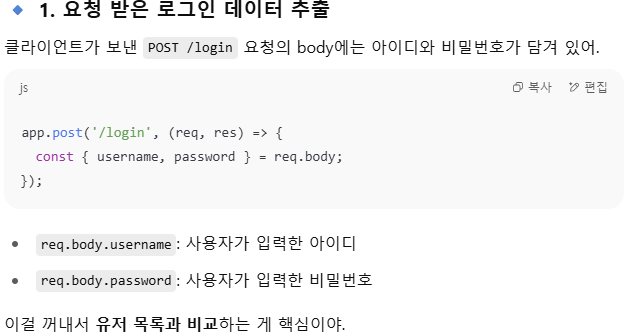 1. 요청 받은 로그인 데이터 추출
클라이언트가 보낸 POST /login 요청의 body에는 아이디와 비밀번호가 담겨 있어.
js
복사 편집
app.post('/login', (req, res) => {
  const { username, password } = req.body;
});
• req.body.username: 사용자가 입력한 아이디
• req.body.password: 사용자가 입력한 비밀번호
이걸 꺼내서 유저 목록과 비교하는 게 핵심이야.